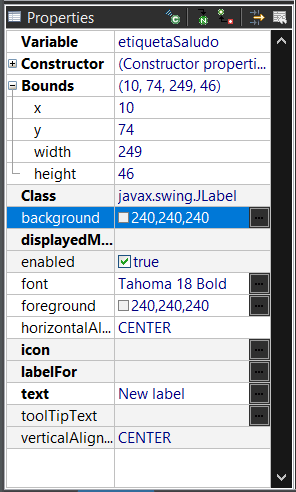 Properties
Variable etiquetaSaludo
Constructor (Constructor properti...
Bounds (10, 74, 249, 46)
x 10
y 74
width 249
height 46
Class javax.swing.JLabel
background 240,240,240 ...
displayedM...
enabled true
font Tahoma 18 Bold ...
foreground 240,240,240 ...
horizontalAl... CENTER
icon ...
labelFor ...
text New label ...
toolTipText ...
verticalAlign... CENTER